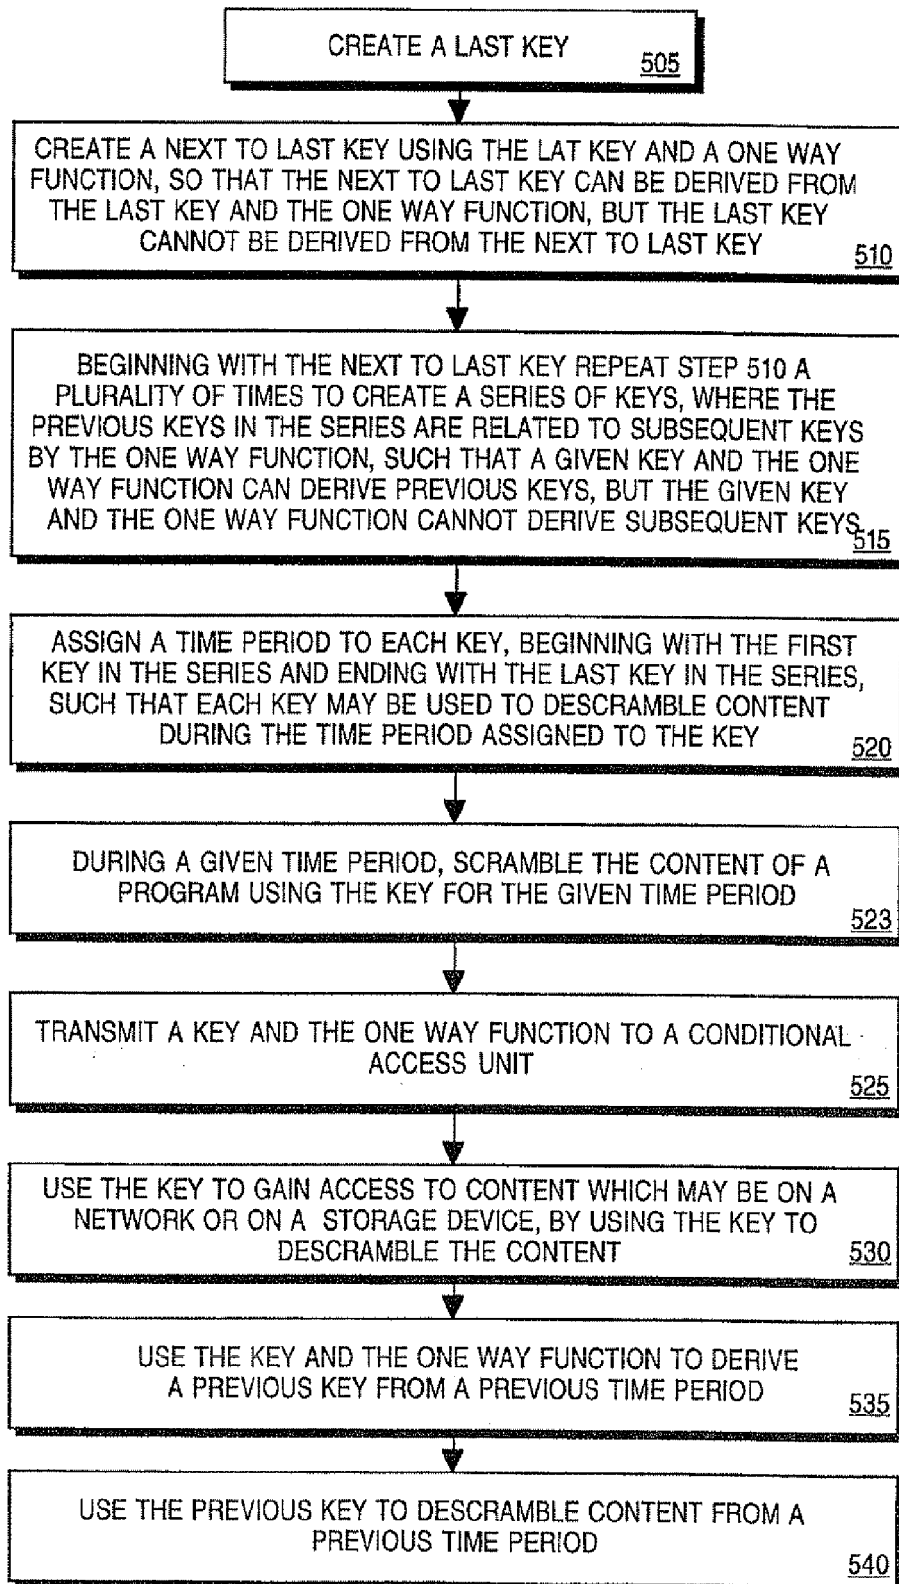 CREATE A LAST KEY
505
CREATE A NEXT TO LAST KEY USING THE LAT KEY AND A ONE WAY
FUNCTION, SO THAT THE NEXT TO LAST KEY CAN BE DERIVED FROM
THE LAST KEY AND THE ONE WAY FUNCTION, BUT THE LAST KEY
CANNOT BE DERIVED FROM THE NEXT TO LAST KEY
510
BEGINNING WITH THE NEXT TO LAST KEY REPEAT STEP 510 A
PLURALITY OF TIMES TO CREATE A SERIES OF KEYS, WHERE THE
PREVIOUS KEYS IN THE SERIES ARE RELATED TO SUBSEQUENT KEYS
BY THE ONE WAY FUNCTION, SUCH THAT A GIVEN KEY AND THE ONE
WAY FUNCTION CAN DERIVE PREVIOUS KEYS, BUT THE GIVEN KEY
AND THE ONE WAY FUNCTION CANNOT DERIVE SUBSEQUENT KEYS
515
ASSIGN A TIME PERIOD TO EACH KEY, BEGINNING WITH THE FIRST
KEY IN THE SERIES AND ENDING WITH THE LAST KEY IN THE SERIES,
SUCH THAT EACH KEY MAY BE USED TO DESCRAMBLE CONTENT
DURING THE TIME PERIOD ASSIGNED TO THE KEY
520
DURING A GIVEN TIME PERIOD, SCRAMBLE THE CONTENT OF A
PROGRAM USING THE KEY FOR THE GIVEN TIME PERIOD
523
TRANSMIT A KEY AND THE ONE WAY FUNCTION TO A CONDITIONAL
ACCESS UNIT
525
USE THE KEY TO GAIN ACCESS TO CONTENT WHICH MAY BE ON A
NETWORK OR ON A STORAGE DEVICE, BY USING THE KEY TO
DESCRAMBLE THE CONTENT
530
USE THE KEY AND THE ONE WAY FUNCTION TO DERIVE
A PREVIOUS KEY FROM A PREVIOUS TIME PERIOD
535
USE THE PREVIOUS KEY TO DESCRAMBLE CONTENT FROM A
PREVIOUS TIME PERIOD
540